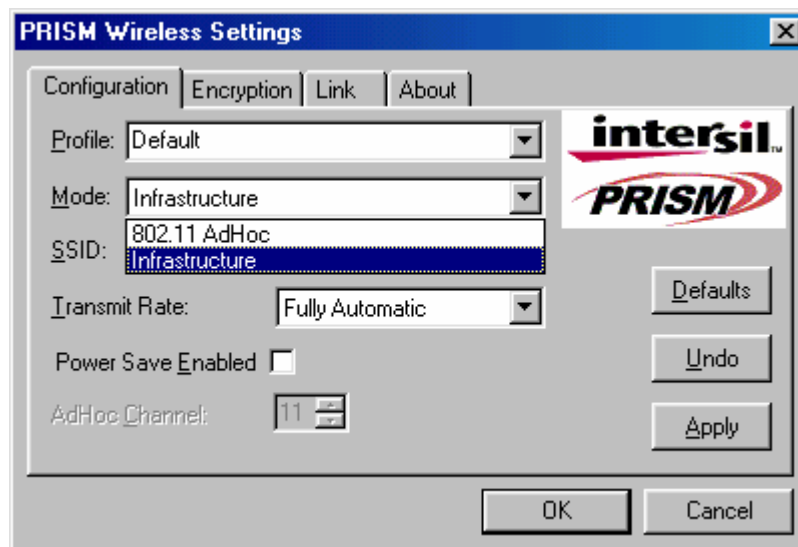 PRISM Wireless Settings
Configuration Encryption Link About
Profile: Default
intersil™
PRISM
Mode: Infrastructure
802.11 AdHoc
SSID: Infrastructure
Transmit Rate: Fully Automatic
Defaults
Power Save Enabled
Undo
AdHoc Channel: 11
Apply
OK Cancel